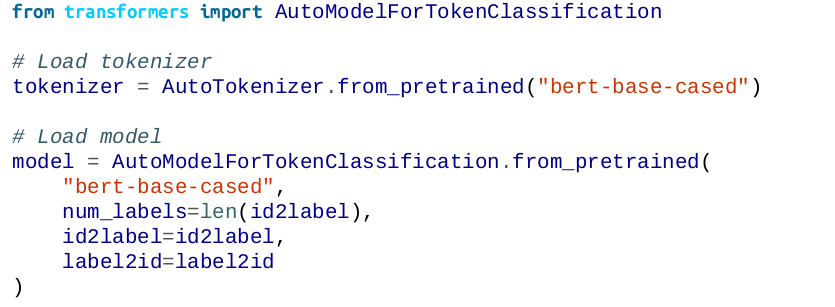 from transformers import AutoModelForTokenClassification

# Load tokenizer
tokenizer = AutoTokenizer.from_pretrained("bert-base-cased")

# Load model
model = AutoModelForTokenClassification.from_pretrained(
    "bert-base-cased",
    num_labels=len(id2label),
    id2label=id2label,
    label2id=label2id
)